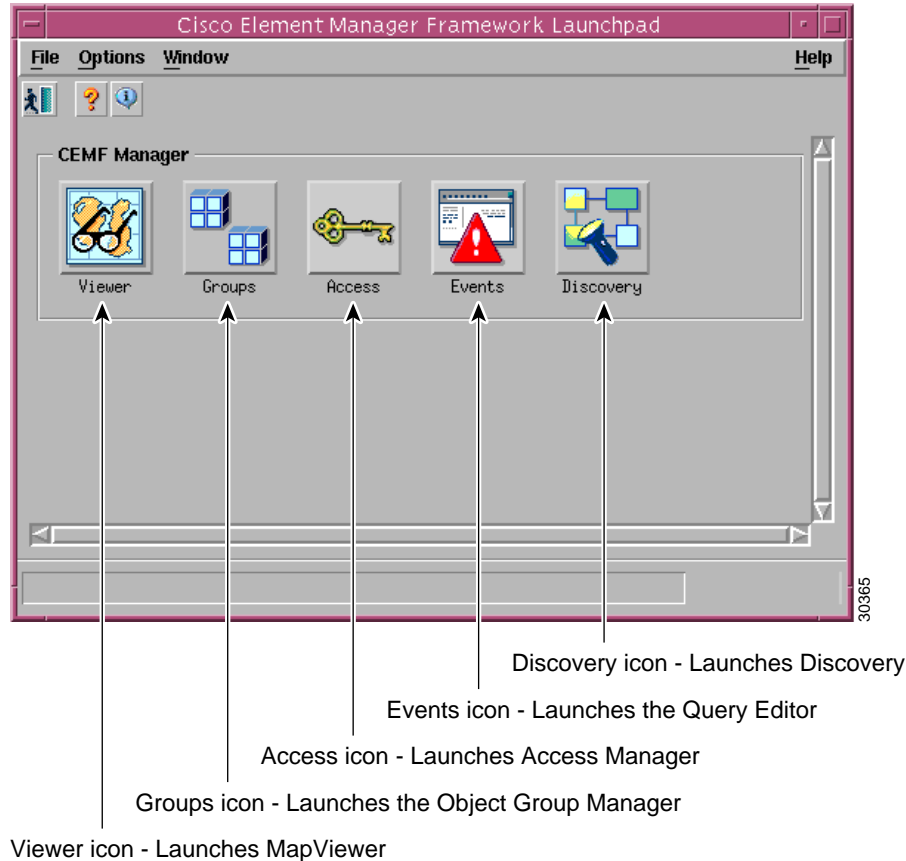 Cisco Element Manager Framework Launchpad
File Options Window Help
CEMF Manager
Viewer Groups Access Events Discovery
30365
Discovery icon - Launches Discovery
Events icon - Launches the Query Editor
Access icon - Launches Access Manager
Groups icon - Launches the Object Group Manager
Viewer icon - Launches MapViewer